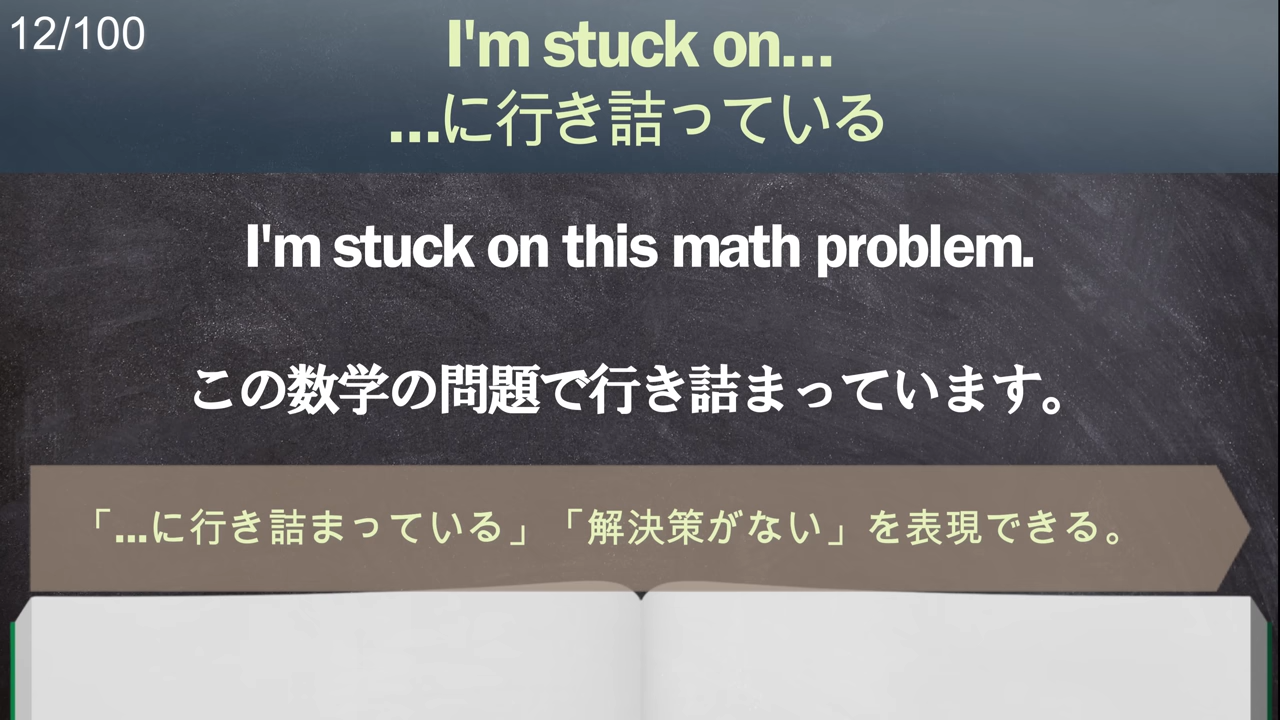 12/100
I'm stuck on...
...に行き詰っている
I'm stuck on this math problem.
この数学の問題で行き詰まっています。
「...に行き詰まっている」「解決策がない」を表現できる。